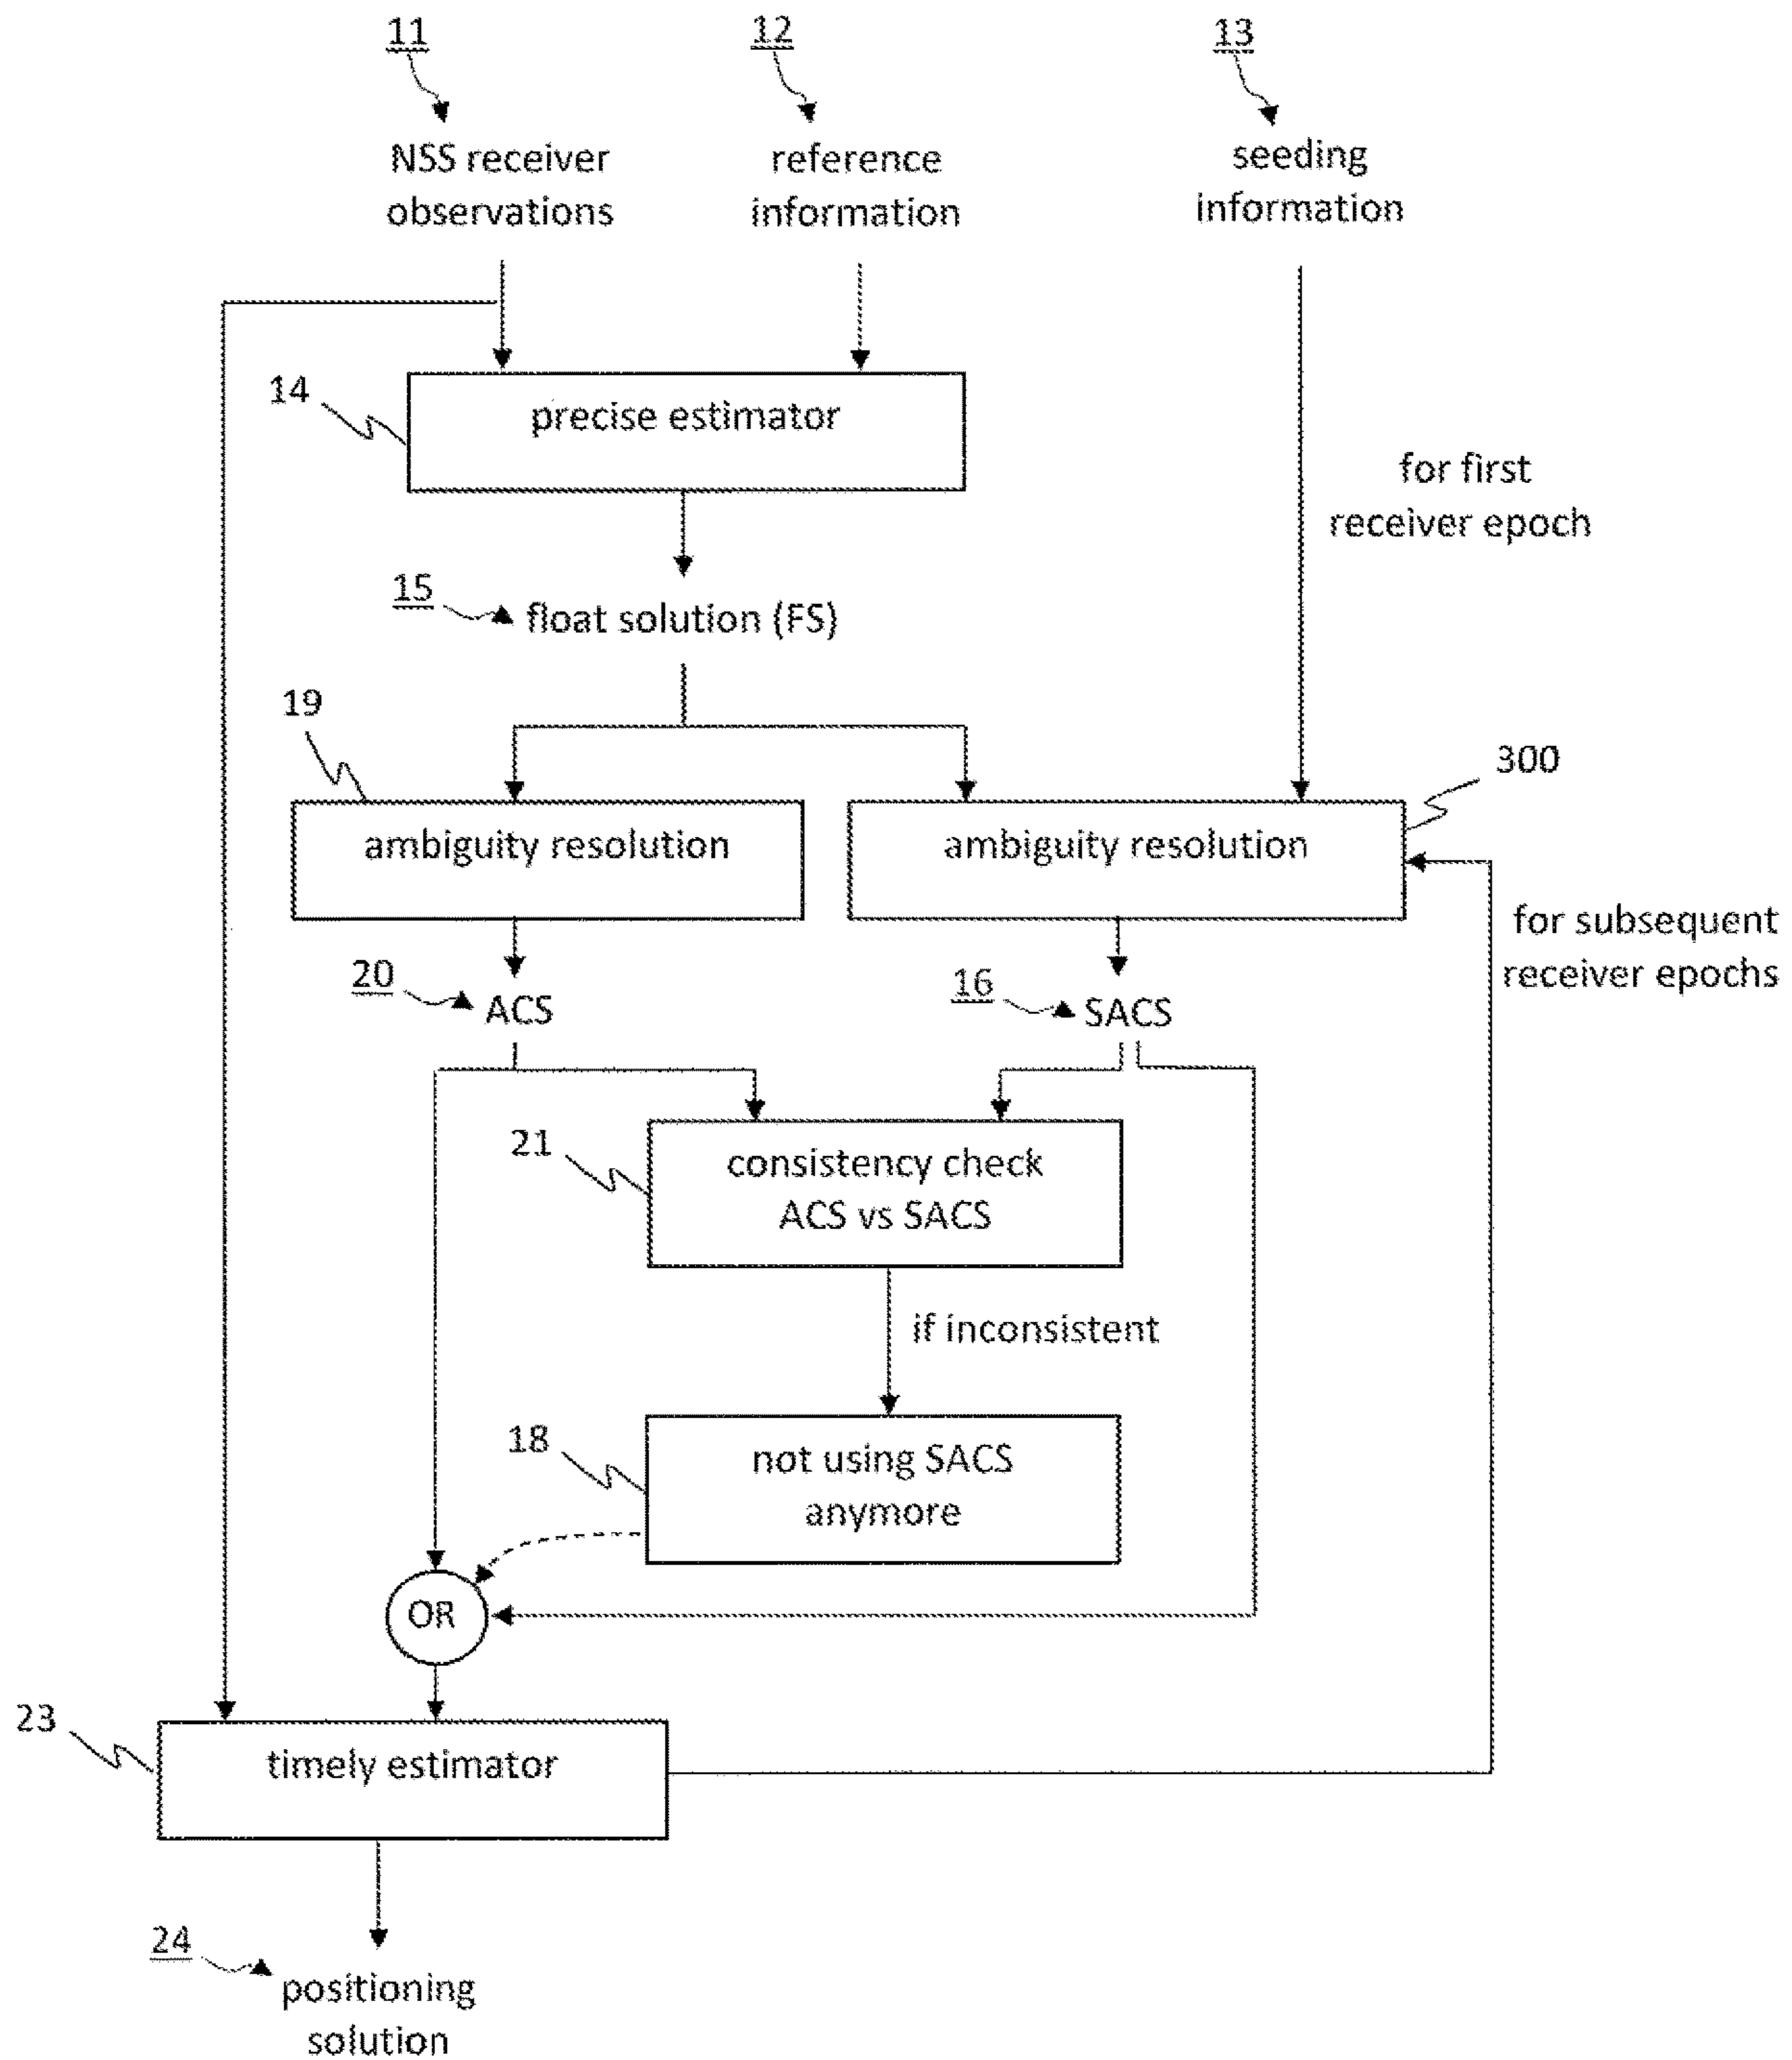 11
12
13
NSS receiver
observations
reference
information
seeding
information
14
precise estimator
for first
receiver epoch
15
float solution (FS)
19
300
ambiguity resolution
ambiguity resolution
for subsequent
receiver epochs
20
ACS
16
SACS
21
consistency check
ACS vs SACS
if inconsistent
18
not using SACS
anymore
OR
23
timely estimator
24
positioning
solution